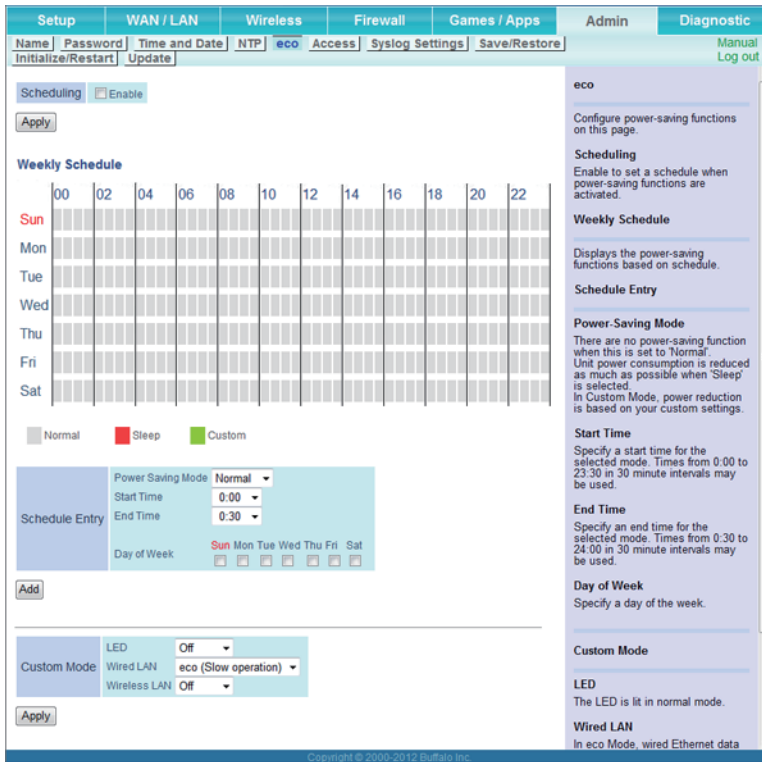 Setup WAN / LAN Wireless Firewall Games / Apps Admin Diagnostic
Name Password Time and Date NTP eco Access Syslog Settings Save/Restore
Initialize/Restart Update
Manual
Log out
Scheduling Enable
Apply
Weekly Schedule
00 02 04 06 08 10 12 14 16 18 20 22
Sun
Mon
Tue
Wed
Thu
Fri
Sat
Normal Sleep Custom
Schedule Entry
Power Saving Mode Normal
Start Time 0:00
End Time 0:30
Day of Week Sun Mon Tue Wed Thu Fri Sat
Add
Custom Mode
LED Off
Wired LAN eco (Slow operation)
Wireless LAN Off
Apply
eco
Configure power-saving functions
on this page.
Scheduling
Enable to set a schedule when
power-saving functions are
activated.
Weekly Schedule
Displays the power-saving
functions based on schedule.
Schedule Entry
Power-Saving Mode
There are no power-saving function
when this is set to 'Normal'.
Unit power consumption is reduced
as much as possible when 'Sleep'
is selected.
In Custom Mode, power reduction
is based on your custom settings.
Start Time
Specify a start time for the
selected mode. Times from 0:00 to
23:30 in 30 minute intervals may
be used.
End Time
Specify an end time for the
selected mode. Times from 0:30 to
24:00 in 30 minute intervals may
be used.
Day of Week
Specify a day of the week.
Custom Mode
LED
The LED is lit in normal mode.
Wired LAN
In eco Mode, wired Ethernet data
Copyright © 2000-2012 Buffalo Inc.